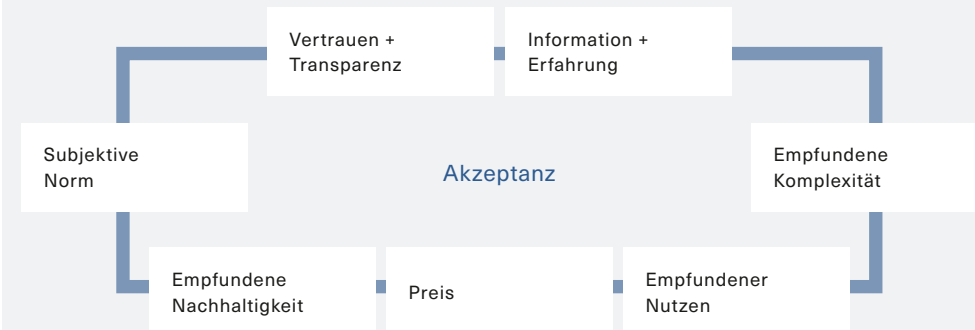 Vertrauen +
Transparenz
Information +
Erfahrung
Subjektive
Norm
Akzeptanz
Empfundene
Komplexität
Empfundene
Nachhaltigkeit
Preis
Empfundener
Nutzen